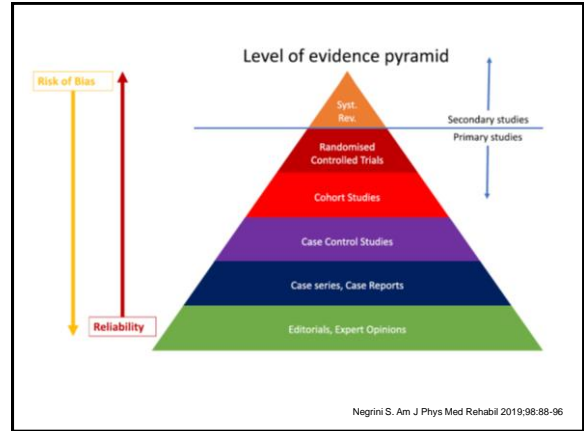 Level of evidence pyramid
Risk of Bias
Syst.
Rev.
Secondary studies
Primary studies
Randomised
Controlled Trials
Cohort Studies
Case Control Studies
Case series, Case Reports
Reliability
Editorials, Expert Opinions
Negrini S. Am J Phys Med Rehabil 2019;98:88-96